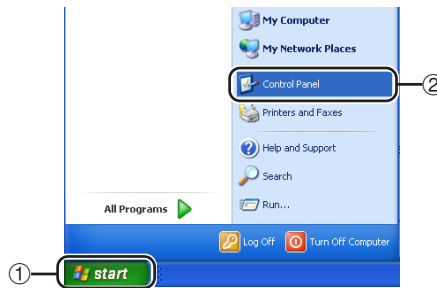 My Computer
My Network Places
Control Panel
②
Printers and Faxes
Help and Support
Search
All Programs
Run...
Log Off
Turn Off Computer
①
start